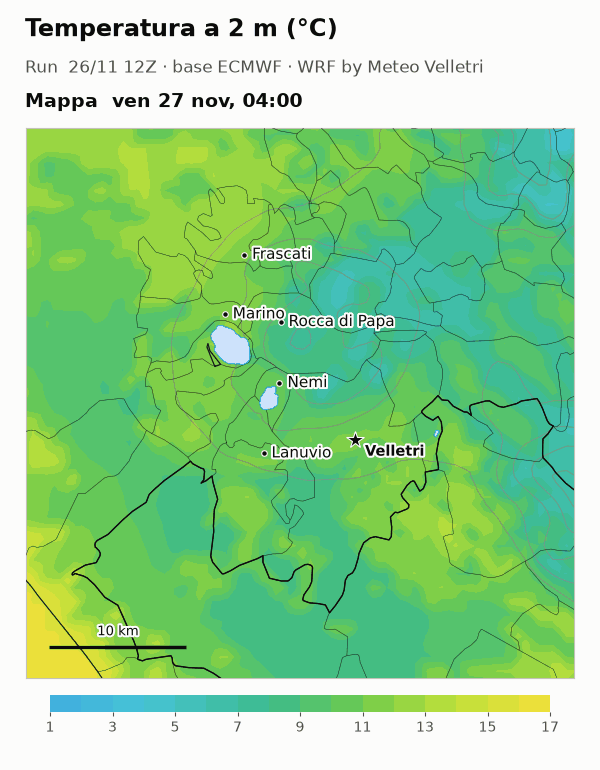 Temperatura a 2 m (°C)
Run  26/11 12Z · base ECMWF · WRF by Meteo Velletri
Mappa  ven 27 nov, 04:00
Frascati
Marino
Rocca di Papa
Nemi
Velletri
Lanuvio
10 km
1 3 5 7 9 11 13 15 17